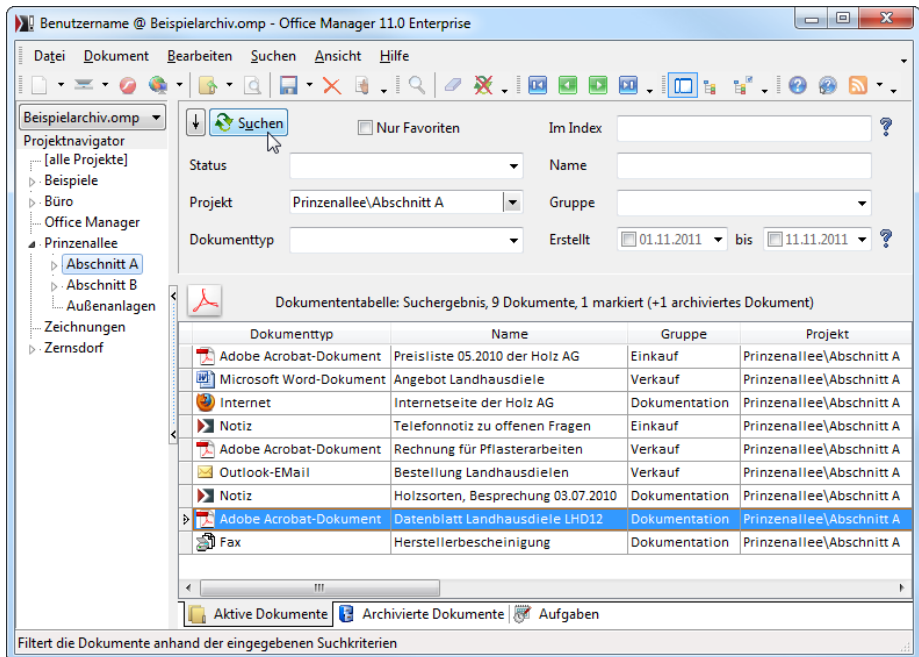 Benutzername @ Beispielarchiv.omp - Office Manager 11.0 Enterprise
Datei Dokument Bearbeiten Suchen Ansicht Hilfe
Beispielarchiv.omp
Projektnavigator
[alle Projekte]
Beispiele
Büro
Office Manager
Prinzenallee
Abschnitt A
Abschnitt B
Außenanlagen
Zeichnungen
Zernsdorf
Suchen Nur Favoriten Im Index
Status Name
Projekt Prinzenallee\Abschnitt A Gruppe
Dokumenttyp Erstellt 01.11.2011 bis 11.11.2011
Dokumententabelle: Suchergebnis, 9 Dokumente, 1 markiert (+1 archiviertes Dokument)
Dokumenttyp Name Gruppe Projekt
Adobe Acrobat-Dokument Preisliste 05.2010 der Holz AG Einkauf Prinzenallee\Abschnitt A
Microsoft Word-Dokument Angebot Landhausdiele Verkauf Prinzenallee\Abschnitt A
Internet Internetseite der Holz AG Dokumentation Prinzenallee\Abschnitt A
Notiz Telefonnotiz zu offenen Fragen Einkauf Prinzenallee\Abschnitt A
Adobe Acrobat-Dokument Rechnung für Pflasterarbeiten Verkauf Prinzenallee\Abschnitt A
Outlook-EMail Bestellung Landhausdielen Verkauf Prinzenallee\Abschnitt A
Notiz Holzsorten, Besprechung 03.07.2010 Dokumentation Prinzenallee\Abschnitt A
Adobe Acrobat-Dokument Datenblatt Landhausdiele LHD12 Dokumentation Prinzenallee\Abschnitt A
Fax Herstellerbescheinigung Dokumentation Prinzenallee\Abschnitt A
Aktive Dokumente Archivierte Dokumente Aufgaben
Filtert die Dokumente anhand der eingegebenen Suchkriterien